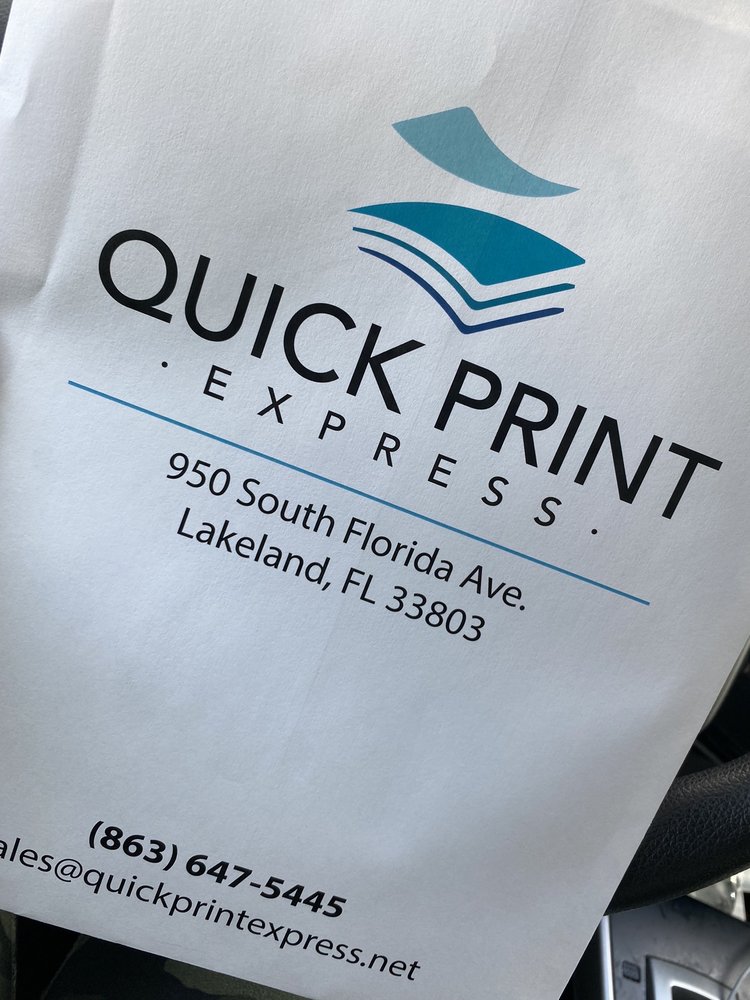 QUICK PRINT
· EXPRESS ·
950 South Florida Ave.
Lakeland, FL 33803
(863) 647-5445
ales@quickprintexpress.net